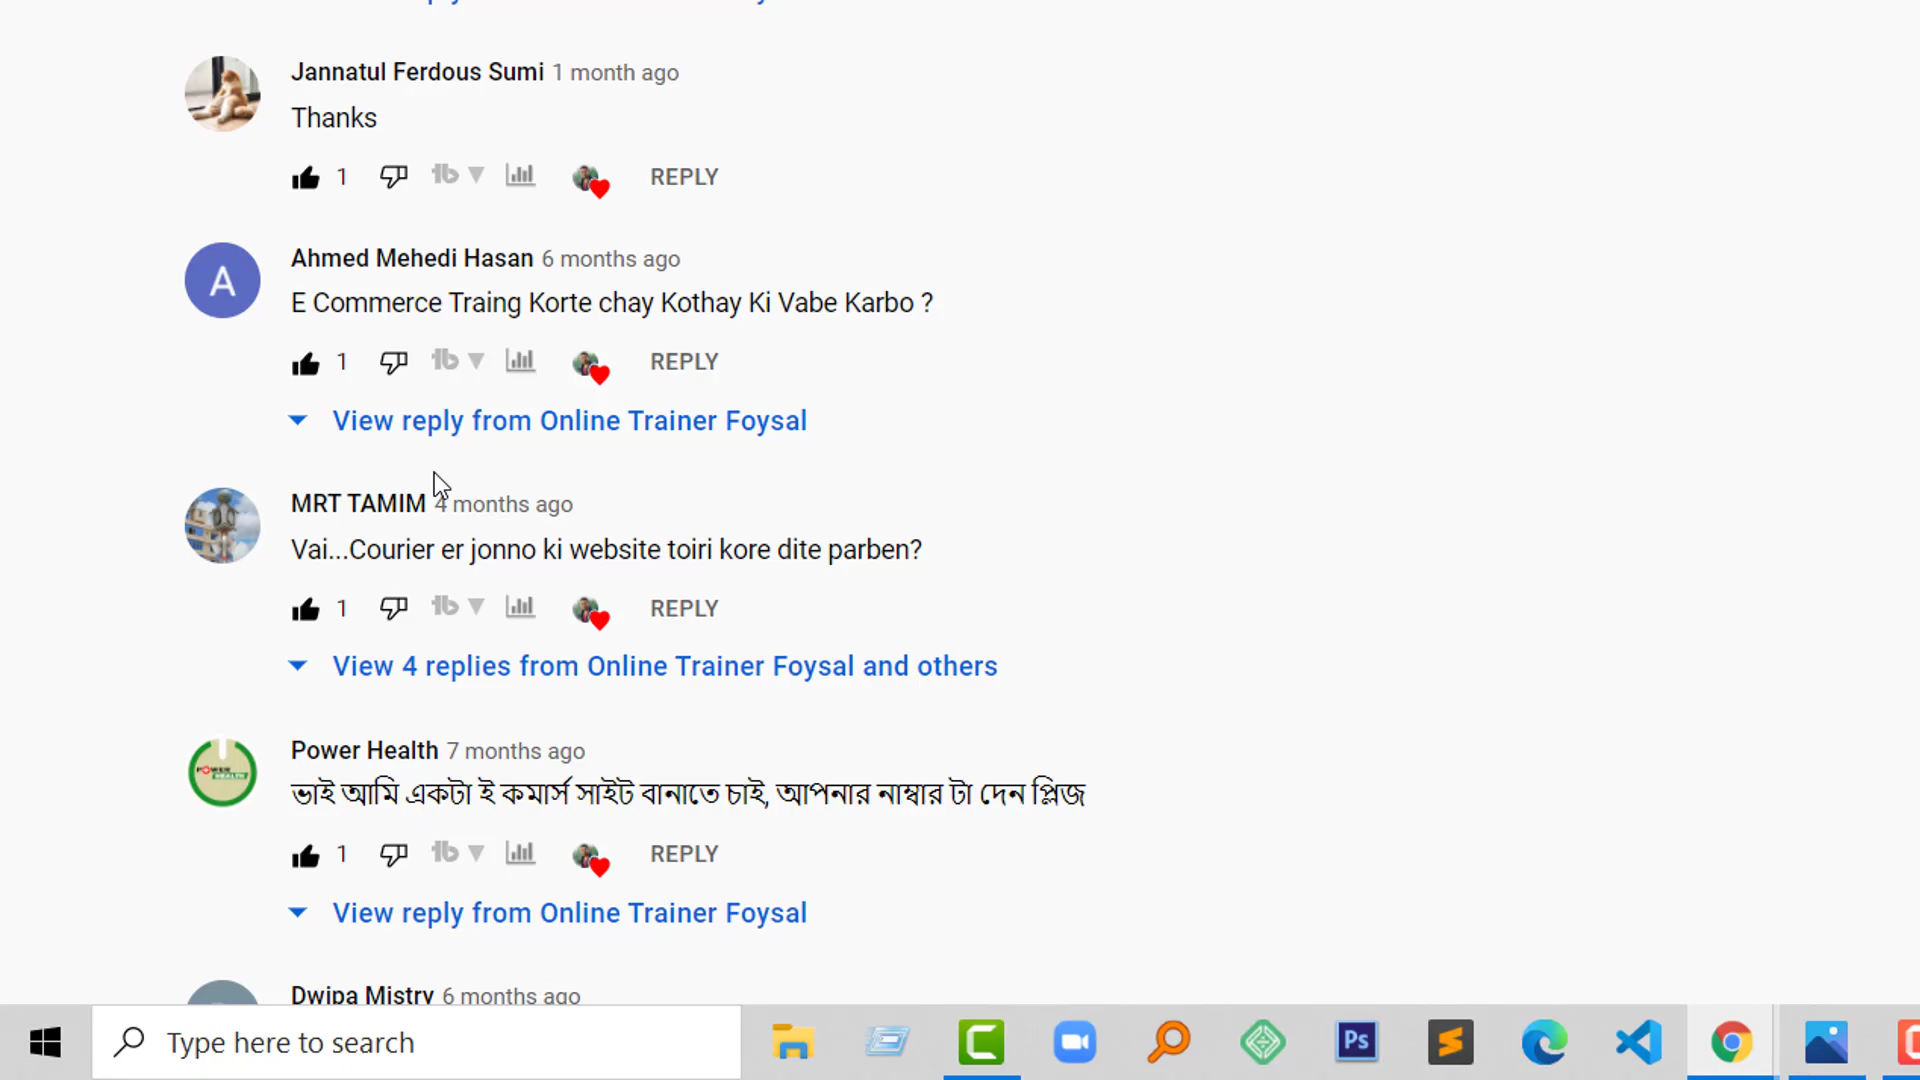 Jannatul Ferdous Sumi 1 month ago
Thanks
1 REPLY
A
Ahmed Mehedi Hasan 6 months ago
E Commerce Traing Korte chay Kothay Ki Vabe Karbo ?
1 REPLY
View reply from Online Trainer Foysal
MRT TAMIM 4 months ago
Vai...Courier er jonno ki website toiri kore dite parben?
1 REPLY
View 4 replies from Online Trainer Foysal and others
POWER HEALTH
Power Health 7 months ago
ভাই আমি একটা ই কমার্স সাইট বানাতে চাই, আপনার নাম্বার টা দেন প্লিজ
1 REPLY
View reply from Online Trainer Foysal
Dwipa Mistry 6 months ago
Type here to search
Ps